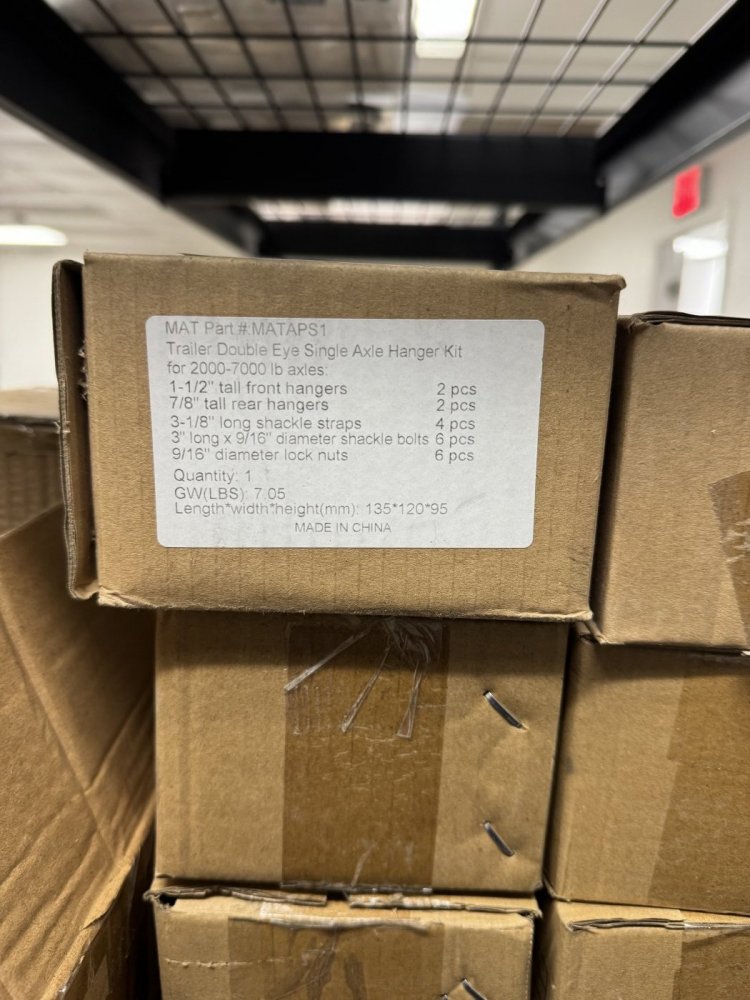 MAT Part #:MATAPS1
Trailer Double Eye Single Axle Hanger Kit
for 2000-7000 lb axles:
1-1/2" tall front hangers 2 pcs
7/8" tall rear hangers 2 pcs
3-1/8" long shackle straps 4 pcs
3" long x 9/16" diameter shackle bolts 6 pcs
9/16" diameter lock nuts 6 pcs
Quantity: 1
GW(LBS): 7.05
Length*width*height(mm): 135*120*95
MADE IN CHINA